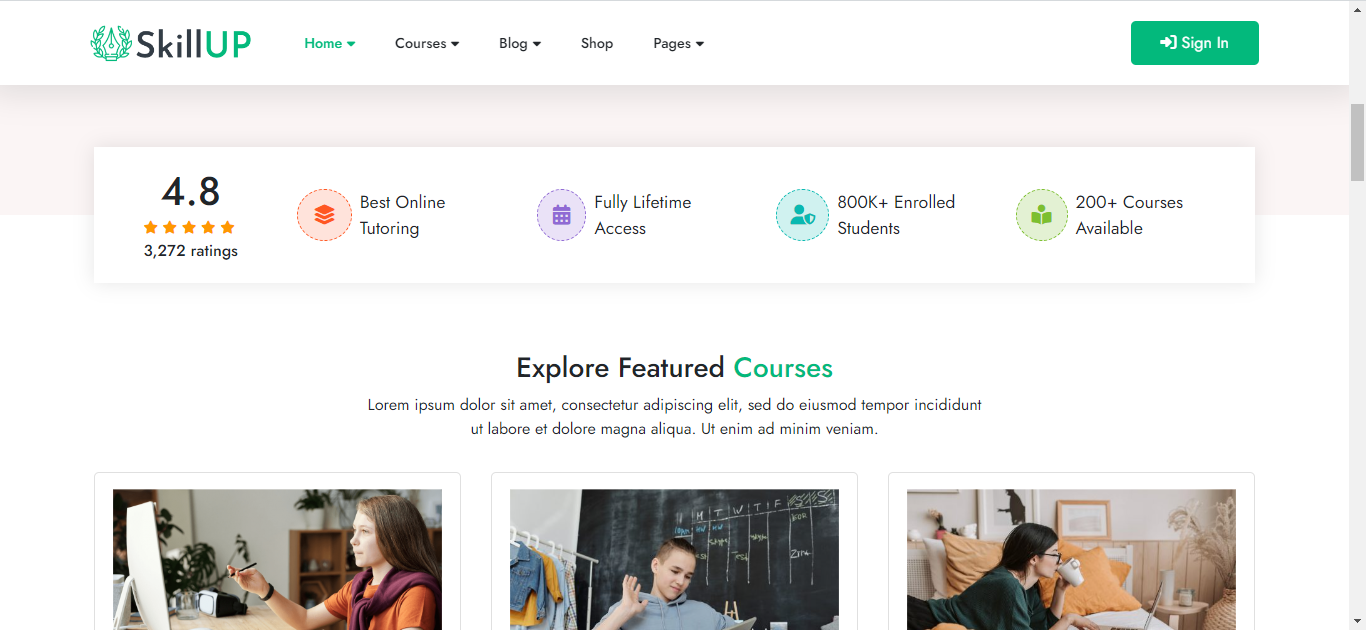 SkillUP
Home
Courses
Blog
Shop
Pages
Sign In
4.8
3,272 ratings
Best Online
Tutoring
Fully Lifetime
Access
800K+ Enrolled
Students
200+ Courses
Available
Explore Featured Courses
Lorem ipsum dolor sit amet, consectetur adipiscing elit, sed do eiusmod tempor incididunt
ut labore et dolore magna aliqua. Ut enim ad minim veniam.
M T W T F S S